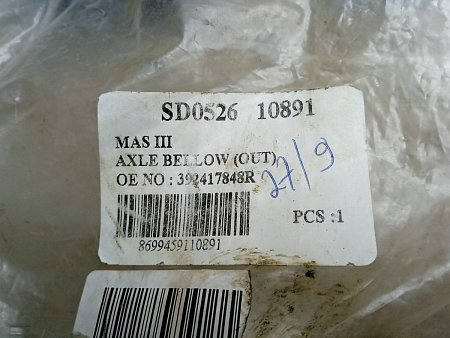 SD0526 10891
MAS III
AXLE BELLOW (OUT)
OE NO : 392417848R
27/9
PCS :1
8699459110891